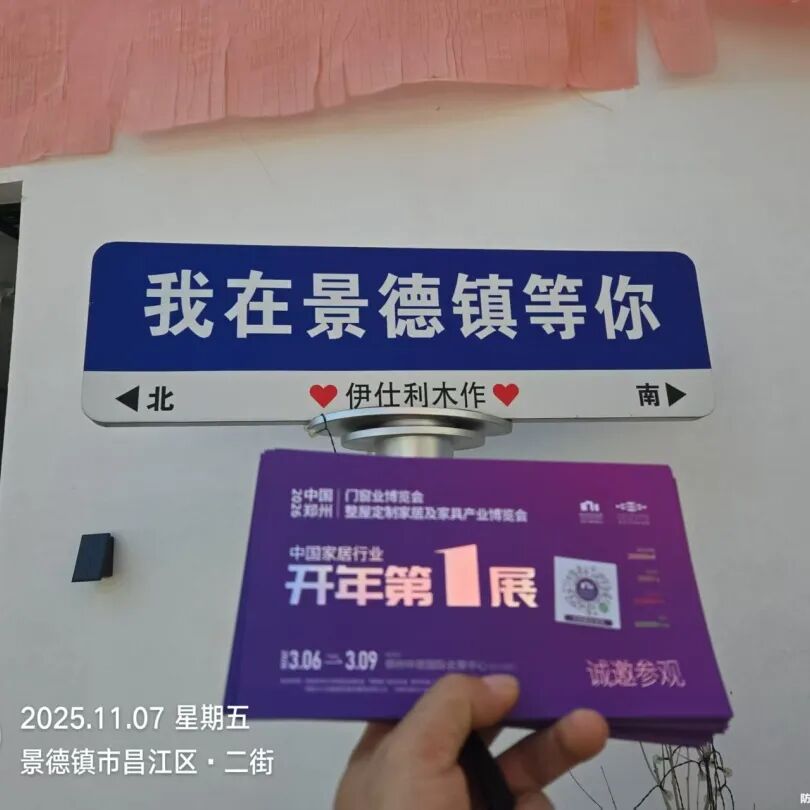 我在景德镇等你
◀北 ❤伊仕利木作❤ 南▶
2026 中国 郑州
门窗业博览会
整屋定制家居及家具产业博览会
中国家居行业
开年第1展
3.06—3.09
诚邀参观
2025.11.07 星期五
景德镇市昌江区·二街